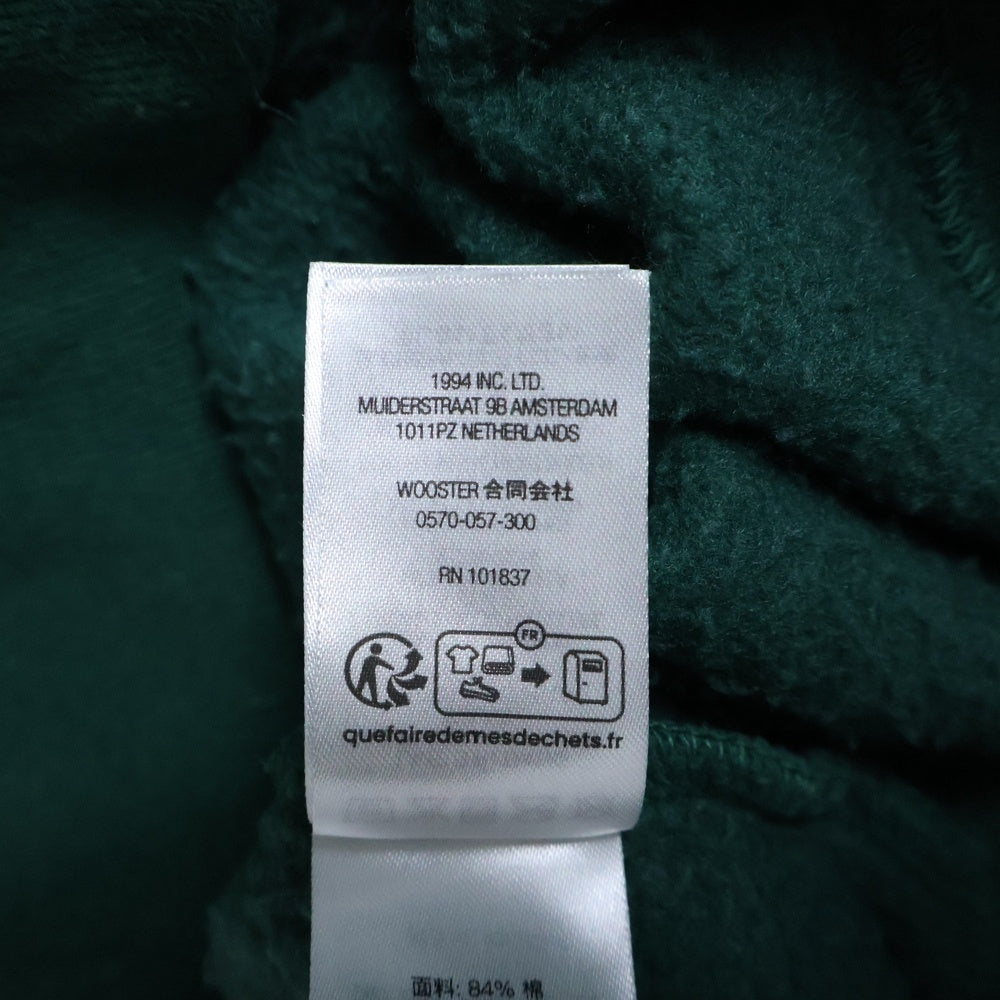 1994 INC. LTD.
MUIDERSTRAAT 9B AMSTERDAM
1011PZ NETHERLANDS
WOOSTER 合同会社
0570-057-300
RN 101837
FR
quefairedemesdechets.fr
面料: 84% 棉